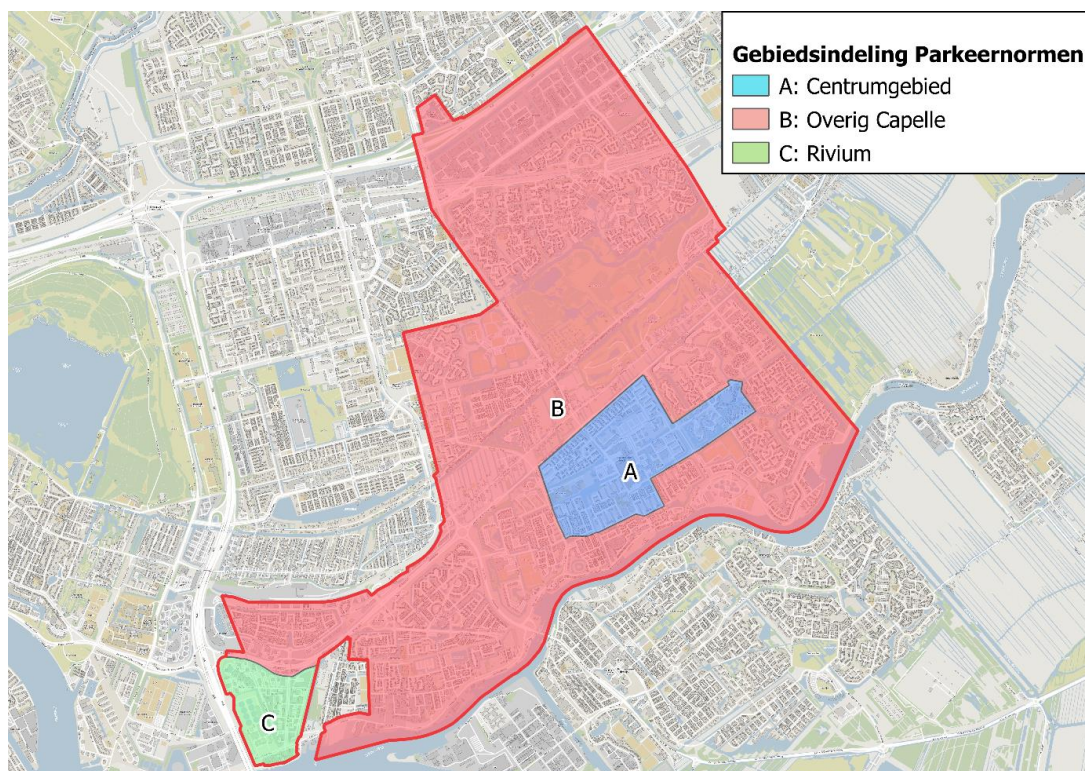 Gebiedsindeling Parkeernormen
A: Centrumgebied
B: Overig Capelle
C: Rivium
B
A
C